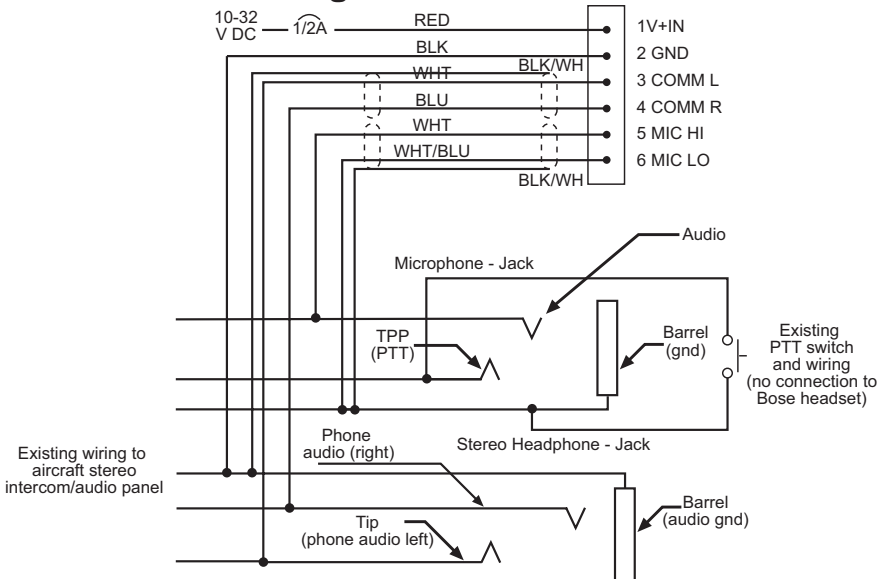 10-32
V DC
1/2A
RED
1V+IN
BLK
2 GND
BLK/WH
WHT
3 COMM L
BLU
4 COMM R
WHT
5 MIC HI
WHT/BLU
6 MIC LO
BLK/WH
Audio
Microphone - Jack
TPP
(PTT)
Barrel
(gnd)
Existing
PTT switch
and wiring
(no connection to
Bose headset)
Phone
audio (right)
Stereo Headphone - Jack
Existing wiring to
aircraft stereo
intercom/audio panel
Tip
(phone audio left)
Barrel
(audio gnd)